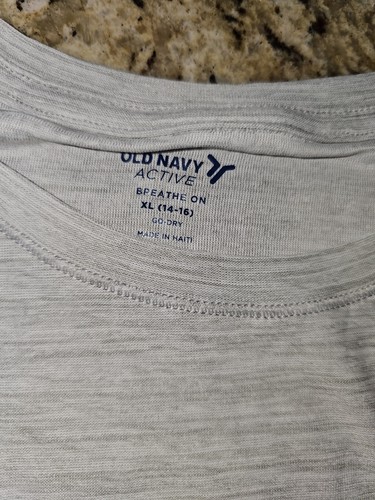 OLD NAVY
ACTIVE
BREATHE ON
XL (14-16)
GO-DRY
MADE IN HAITI